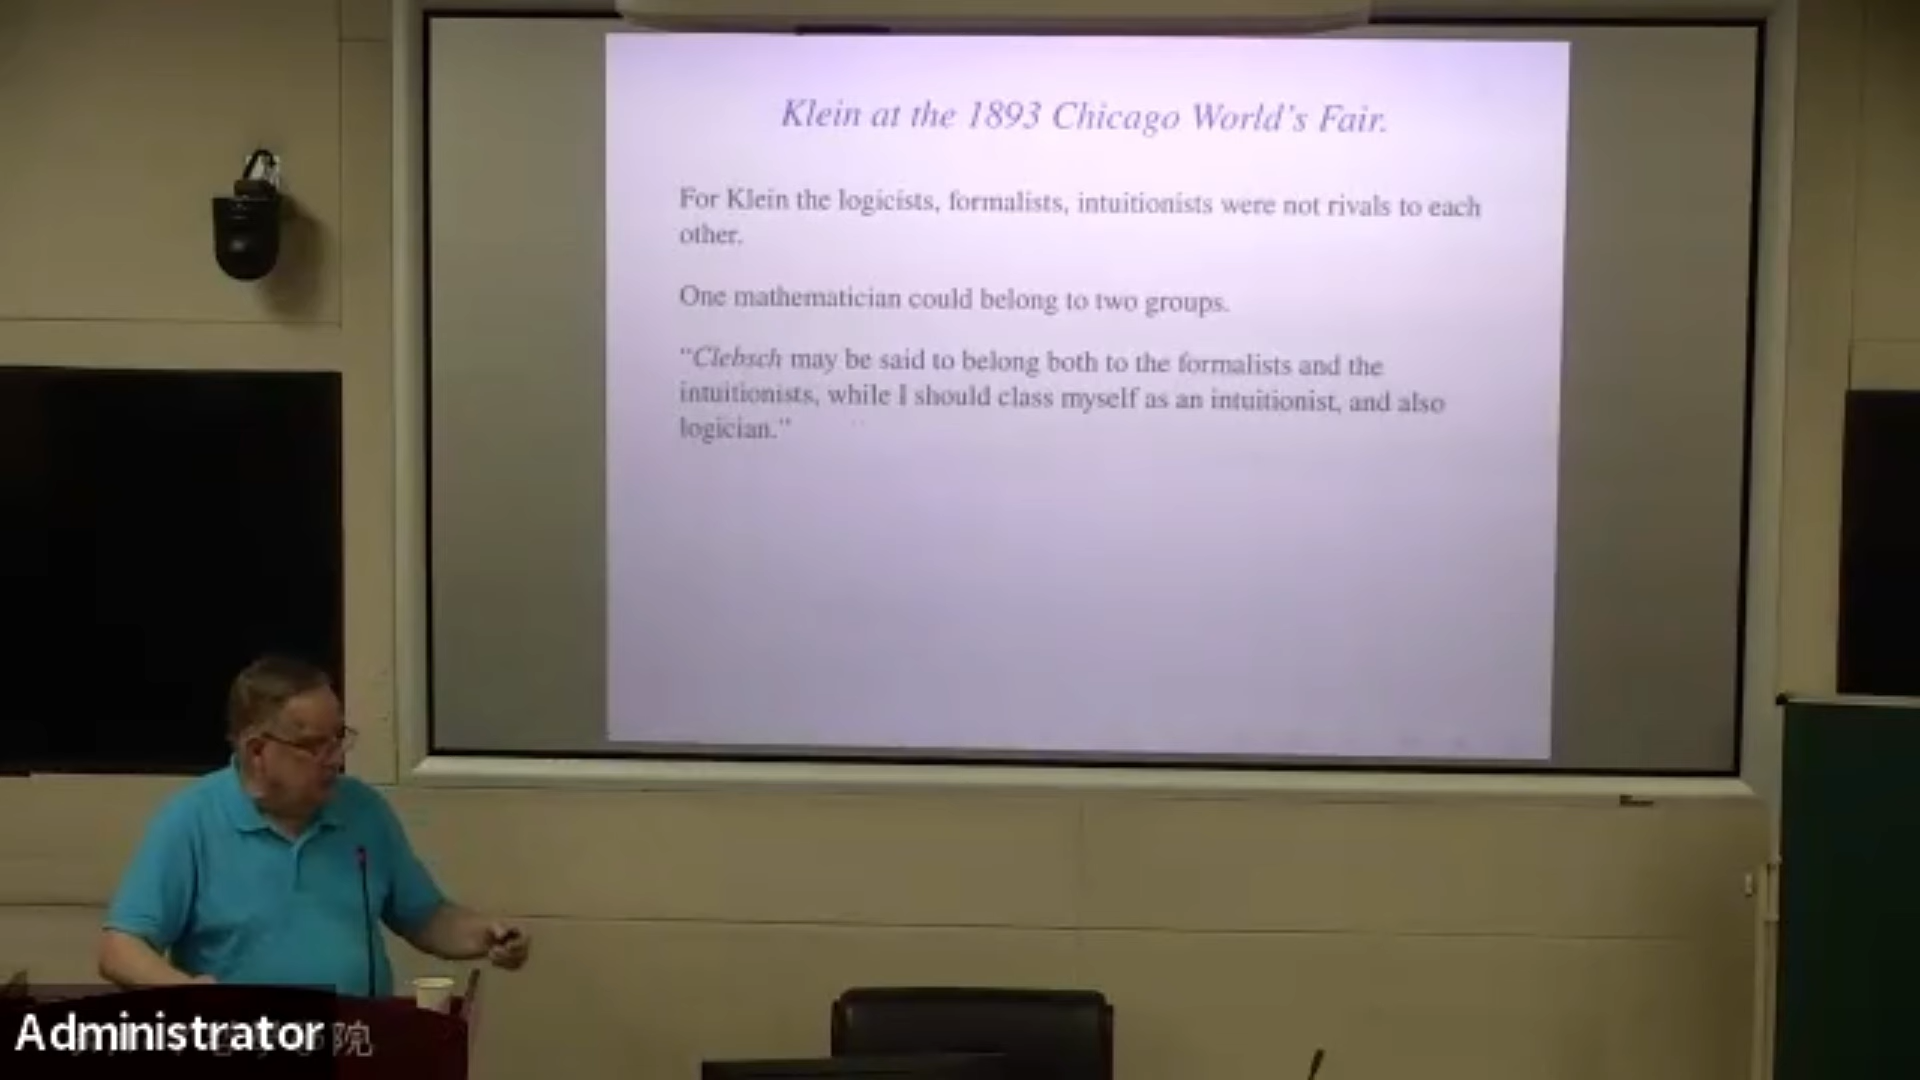 Klein at the 1893 Chicago World's Fair.
For Klein the logicists, formalists, intuitionists were not rivals to each
other.
One mathematician could belong to two groups.
“Clebsch may be said to belong both to the formalists and the
intuitionists, while I should class myself as an intuitionist, and also
logician.”
Administrator
院